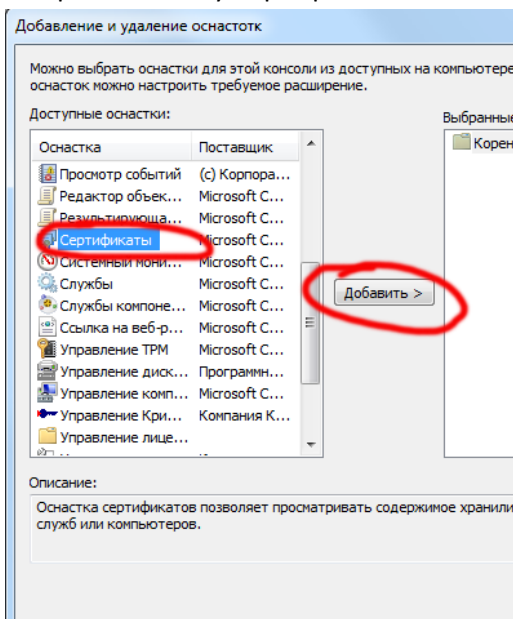 Добавление и удаление оснастотк
Можно выбрать оснастки для этой консоли из доступных на компьютере
оснасток можно настроить требуемое расширение.
Доступные оснастки:
Выбранные
Оснастка Поставщик
Корен
Просмотр событий (c) Корпора...
Редактор объек... Microsoft C...
Результирующа... Microsoft C...
Сертификаты Microsoft C...
Системный мони... Microsoft C...
Службы Microsoft C...
Добавить >
Службы компоне... Microsoft C...
Ссылка на веб-р... Microsoft C...
Управление TPM Microsoft C...
Управление диск... Программн...
Управление комп... Microsoft C...
Управление Кри... Компания К...
Управление лице...
Описание:
Оснастка сертификатов позволяет просматривать содержимое хранили
служб или компьютеров.